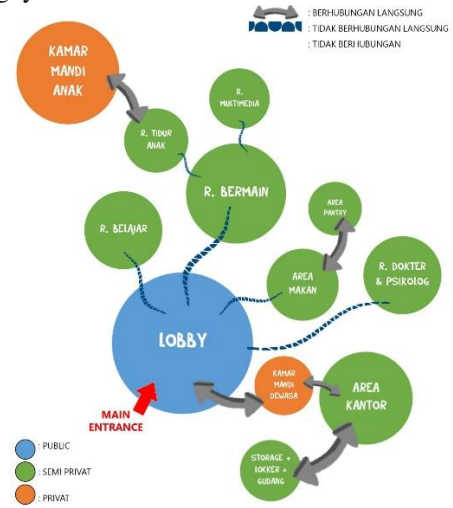 : BERHUBUNGAN LANGSUNG
: TIDAK BERHUBUNGAN LANGSUNG
: TIDAK BERHUBUNGAN
KAMAR
MANDI
ANAK
R.
MULTIMEDIA
R. TIDUR
ANAK
R. BERMAIN
AREA
PANTRY
R. BELAJAR
AREA
MAKAN
R. DOKTER
& PSIKOLOG
LOBBY
KAMAR
MANDI
DEWASA
AREA
KANTOR
MAIN
ENTRANCE
STORAGE +
LOCKER +
GUDANG
: PUBLIC
: SEMI PRIVAT
: PRIVAT